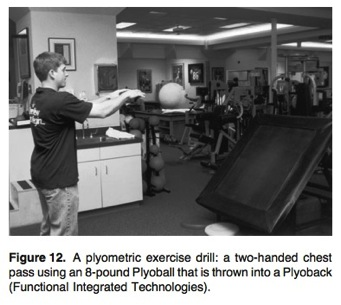 Figure 12. A plyometric exercise drill: a two-handed chest
pass using an 8-pound Plyoball that is thrown into a Plyoback
(Functional Integrated Technologies).